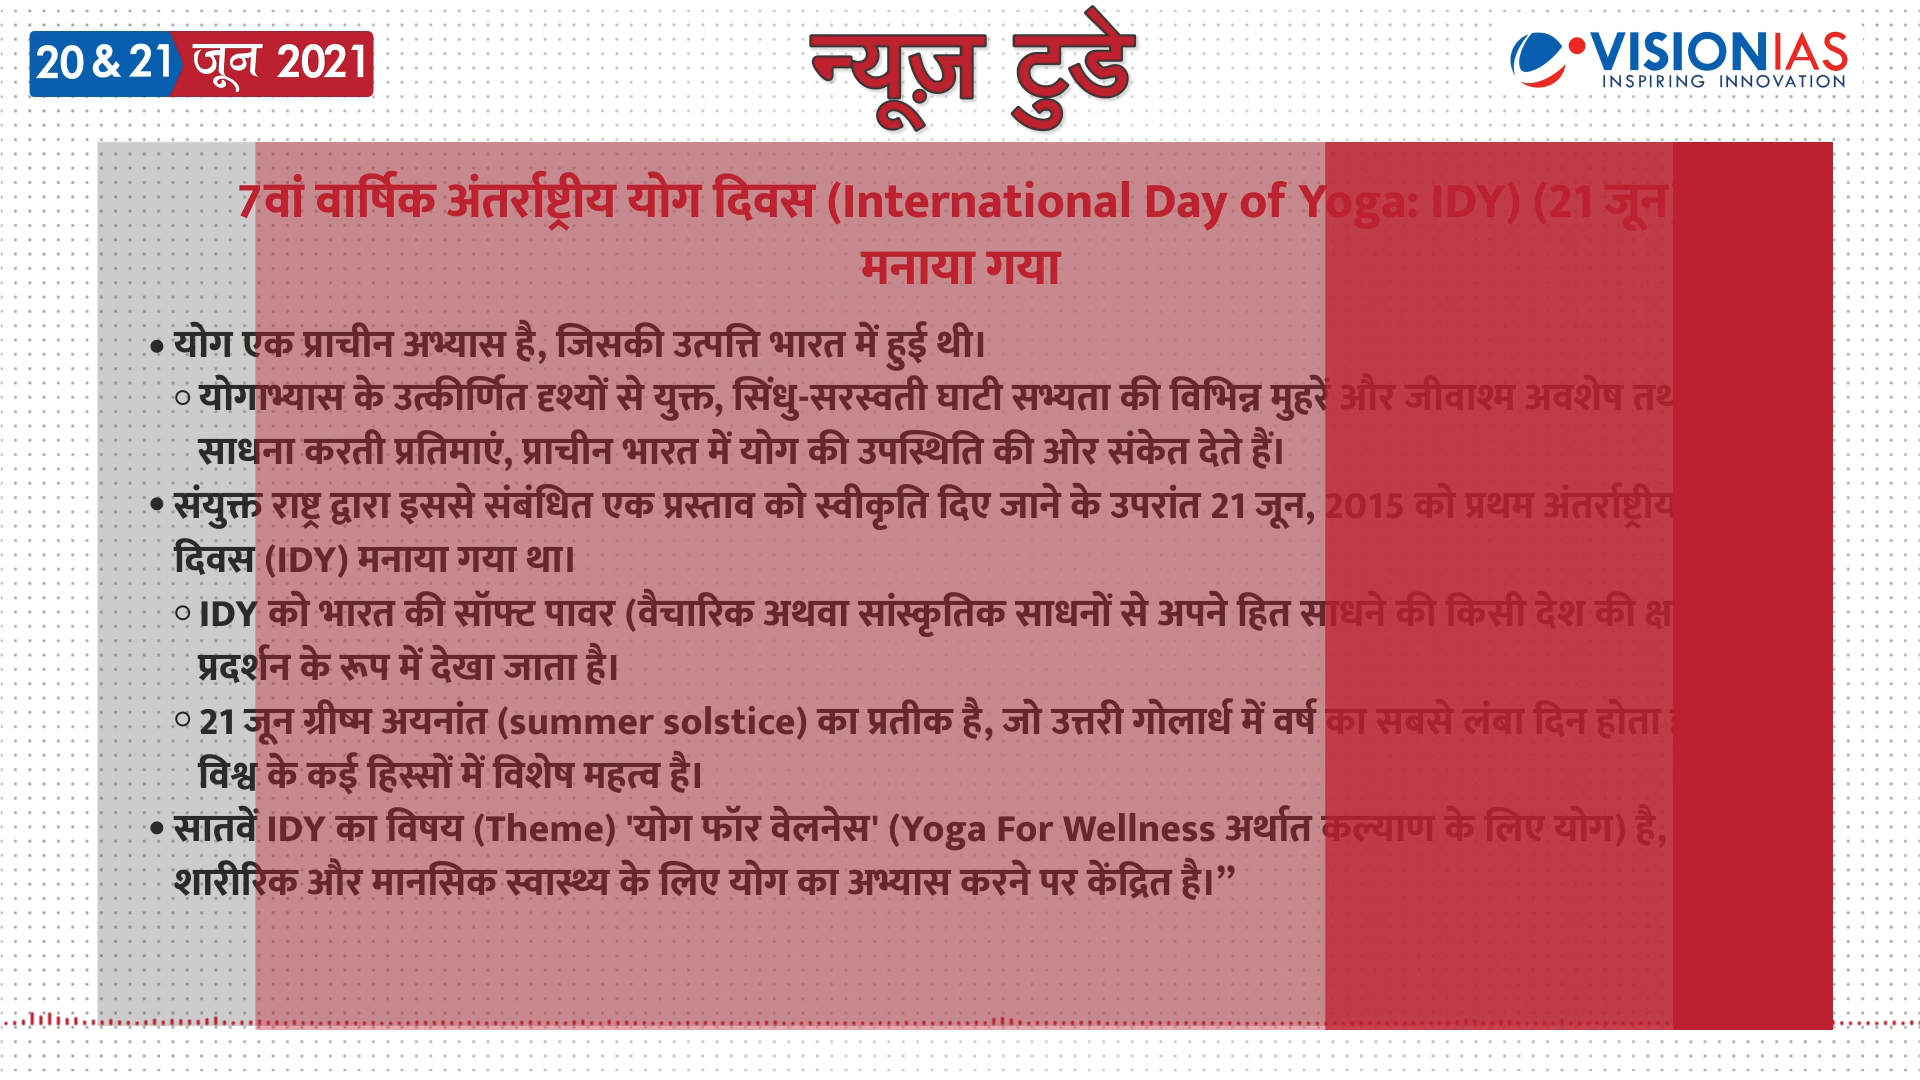 20 & 21 जून 2021
न्यूज़ टुडे
VISIONIAS
INSPIRING INNOVATION
7वां वार्षिक अंतर्राष्ट्रीय योग दिवस (International Day of Yoga: IDY) (21 जून)
मनाया गया
• योग एक प्राचीन अभ्यास है, जिसकी उत्पत्ति भारत में हुई थी।
○ योगाभ्यास के उत्कीर्णित दृश्यों से युक्त, सिंधु-सरस्वती घाटी सभ्यता की विभिन्न मुहरें और जीवाश्म अवशेष
साधना करती प्रतिमाएं, प्राचीन भारत में योग की उपस्थिति की ओर संकेत देते हैं।
• संयुक्त राष्ट्र द्वारा इससे संबंधित एक प्रस्ताव को स्वीकृति दिए जाने के उपरांत 21 जून, 2015 को प्रथम अंतर्राष्ट्रीय
दिवस (IDY) मनाया गया था।
○ IDY को भारत की सॉफ्ट पावर (वैचारिक अथवा सांस्कृतिक साधनों से अपने हित साधने की किसी देश की
प्रदर्शन के रूप में देखा जाता है।
○ 21 जून ग्रीष्म अयनांत (summer solstice) का प्रतीक है, जो उत्तरी गोलार्ध में वर्ष का सबसे लंबा दिन होता
विश्व के कई हिस्सों में विशेष महत्व है।
• सातवें IDY का विषय (Theme) 'योग फॉर वेलनेस' (Yoga For Wellness अर्थात कल्याण के लिए योग) है,
शारीरिक और मानसिक स्वास्थ्य के लिए योग का अभ्यास करने पर केंद्रित है।”